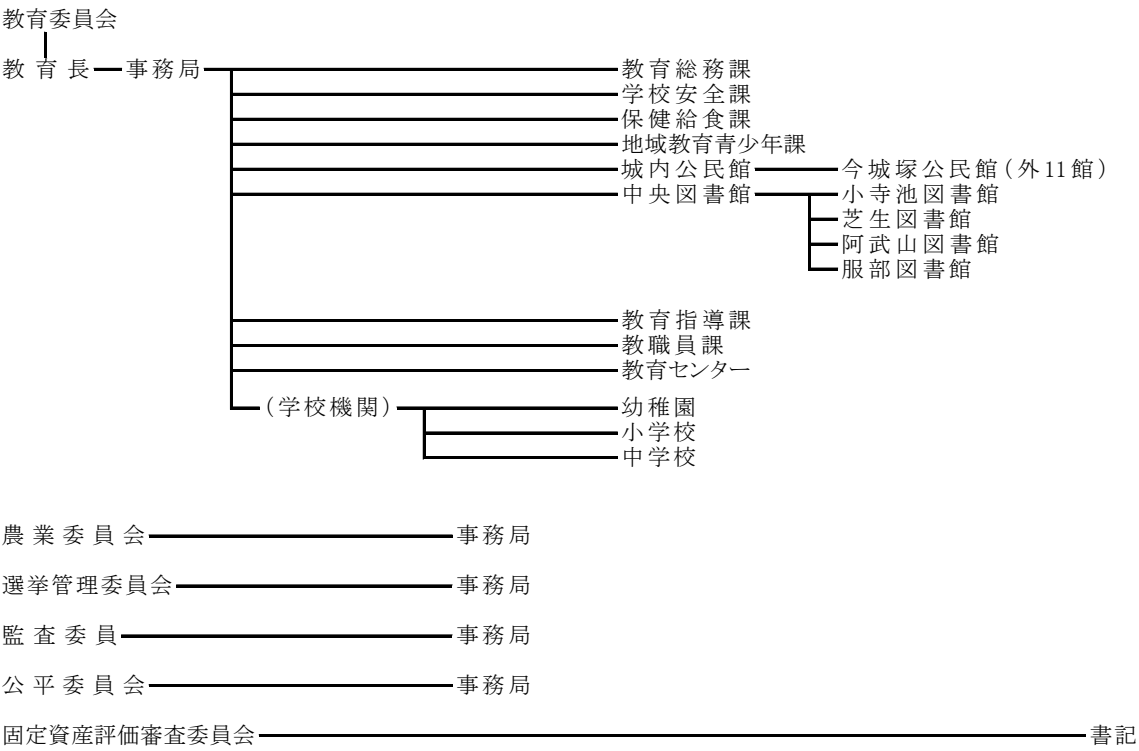 教育委員会
教育長 事務局 教育総務課
学校安全課
保健給食課
地域教育青少年課
城内公民館 今城塚公民館(外11館)
中央図書館 小寺池図書館
芝生図書館
阿武山図書館
服部図書館
教育指導課
教職員課
教育センター
(学校機関) 幼稚園
小学校
中学校
農業委員会 事務局
選挙管理委員会 事務局
監査委員 事務局
公平委員会 事務局
固定資産評価審査委員会 書記